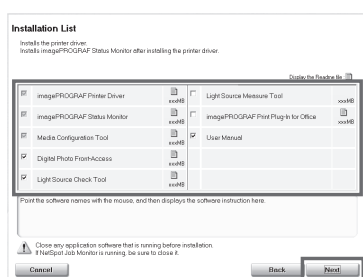 Installation List
Installs the printer driver.
Installs imagePROGRAF Status Monitor after installing the printer driver.
Display the Readme file
imagePROGRAF Printer Driver
xxxMB
Light Source Measure Tool
xxxMB
imagePROGRAF Status Monitor
xxxMB
imagePROGRAF Print Plug-In for Office
xxxMB
Media Configuration Tool
xxxMB
User Manual
Digital Photo Front-Access
xxxMB
Light Source Check Tool
xxxMB
Point the software names with the mouse, and then displays the software instruction here.
Close any application software that is running before installation.
If NetSpot Job Monitor is running, be sure to close it.
Cancel
Back
Next